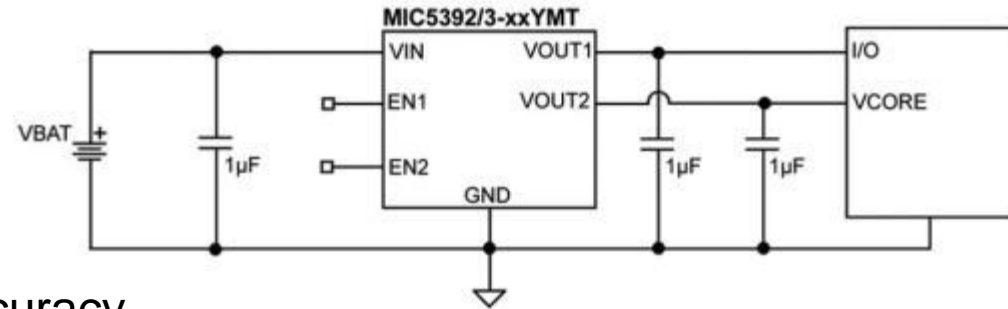 MIC5392/3-xxYMT
VIN
VOUT1
I/O
EN1
VOUT2
VCORE
VBAT
+
1µF
EN2
1µF
1µF
GND